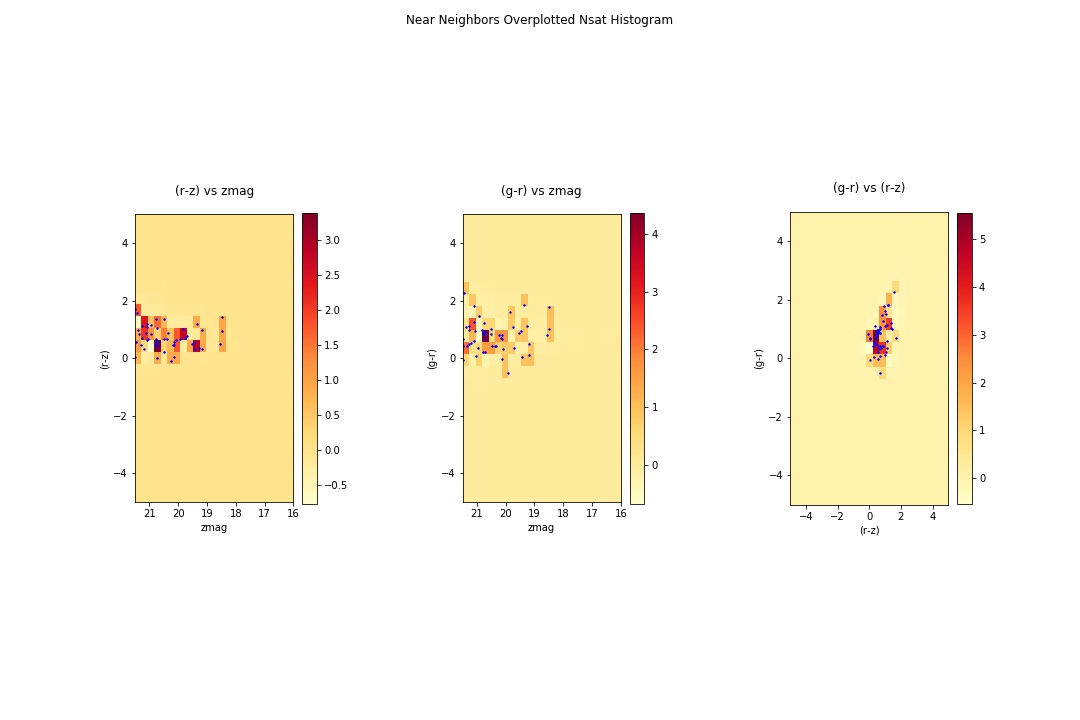 Near Neighbors Overplotted Nsat Histogram
(r-z) vs zmag
4
2
0
−2
−4
(r-z)
21 20 19 18 17 16
zmag
3.0
2.5
2.0
1.5
1.0
0.5
0.0
−0.5
(g-r) vs zmag
4
2
0
−2
−4
(g-r)
21 20 19 18 17 16
zmag
4
3
2
1
0
(g-r) vs (r-z)
4
2
0
−2
−4
(g-r)
−4 −2 0 2 4
(r-z)
5
4
3
2
1
0